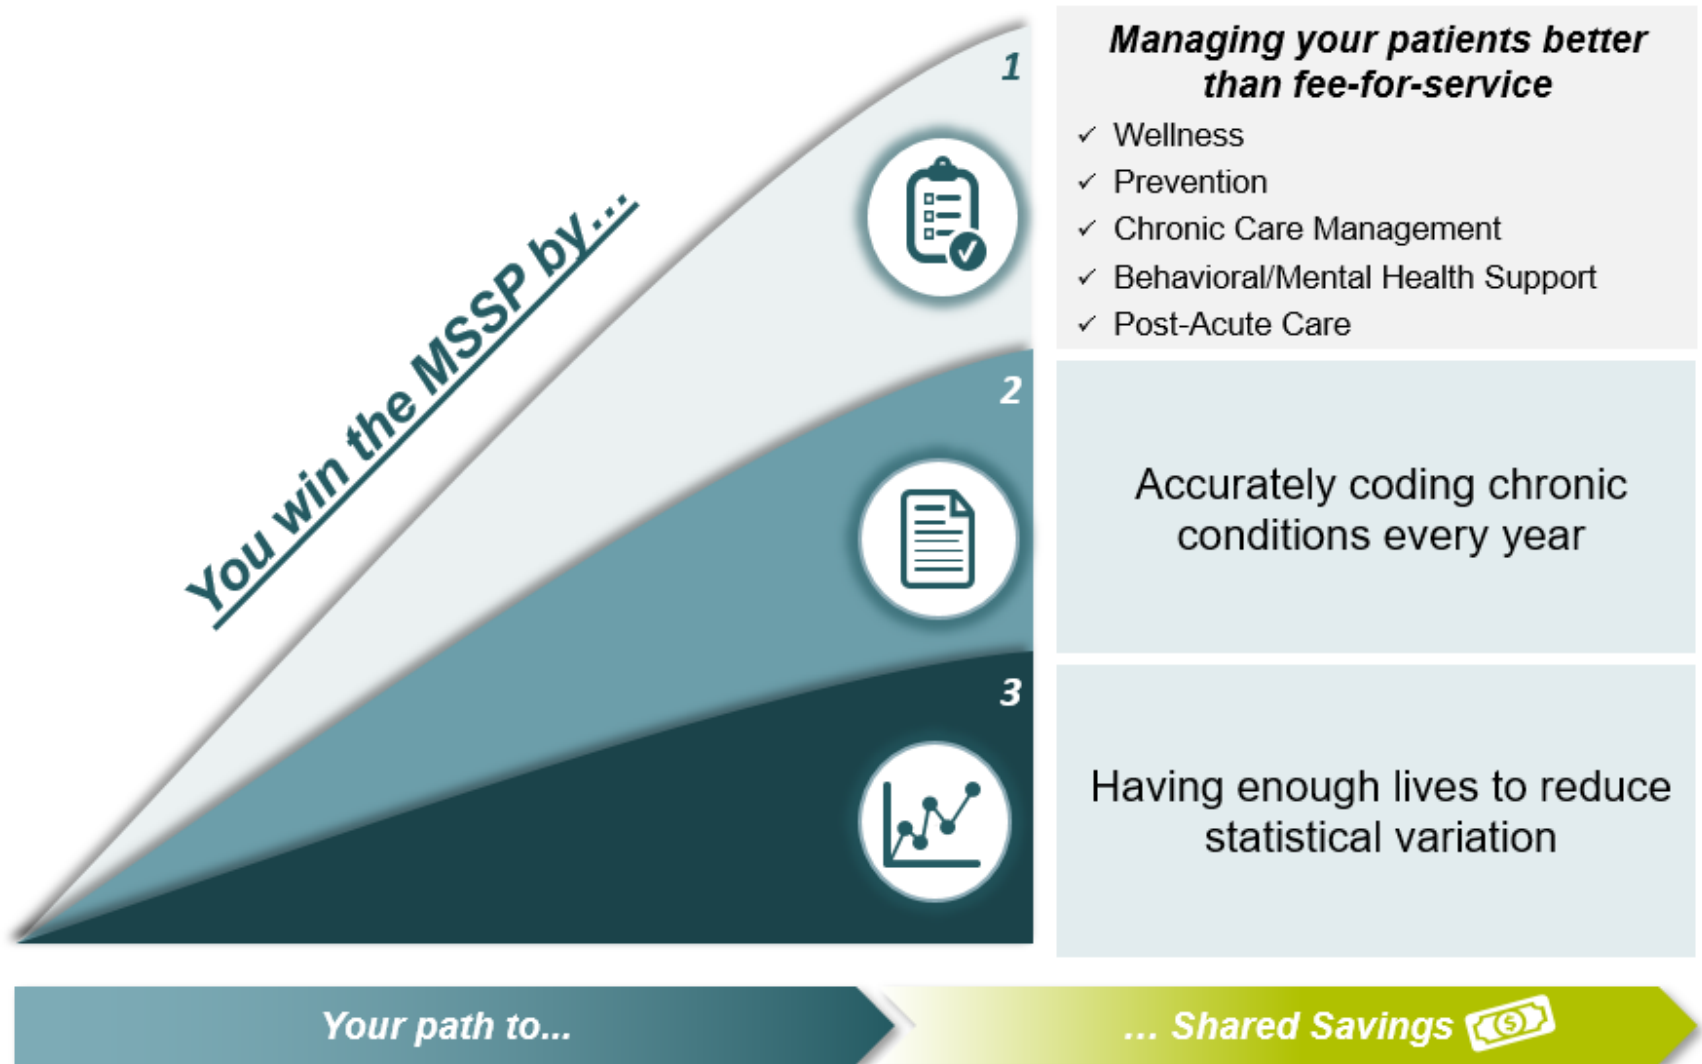 You win the MSSP by...
1
Managing your patients better
than fee-for-service
✓ Wellness
✓ Prevention
✓ Chronic Care Management
✓ Behavioral/Mental Health Support
✓ Post-Acute Care
2
Accurately coding chronic
conditions every year
3
Having enough lives to reduce
statistical variation
Your path to...
... Shared Savings
$